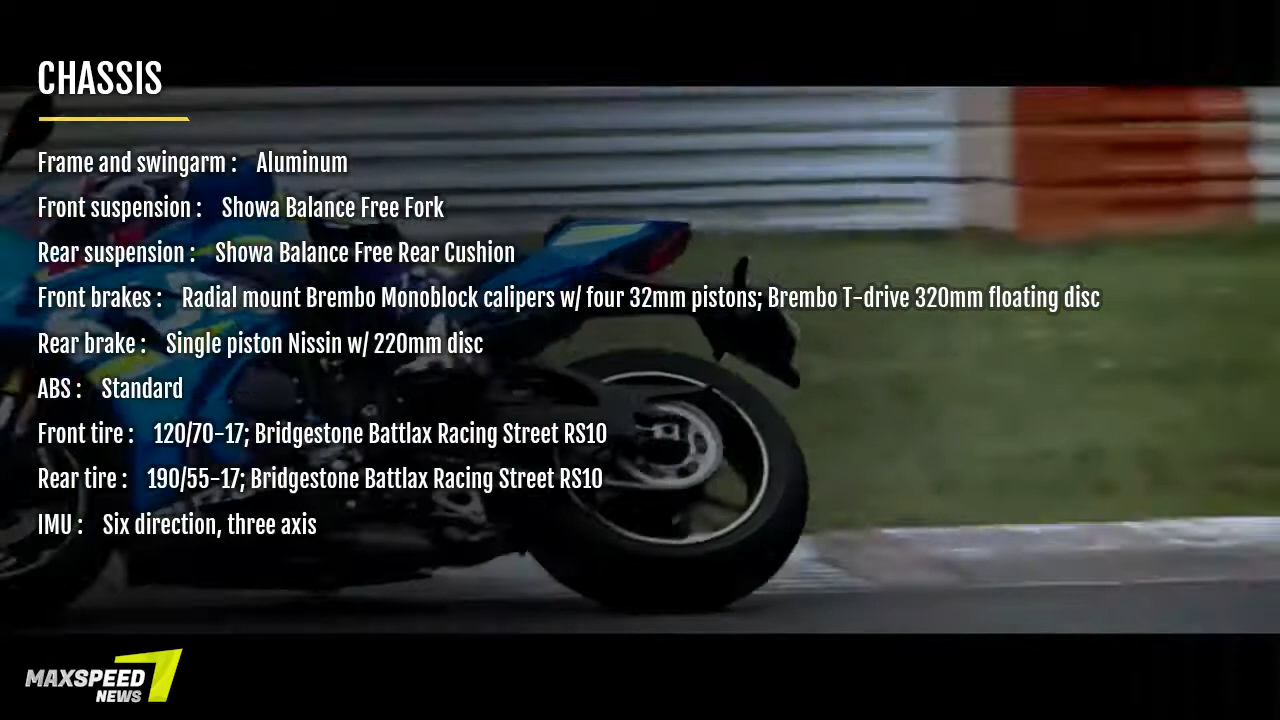 CHASSIS
Frame and swingarm : Aluminum
Front suspension : Showa Balance Free Fork
Rear suspension : Showa Balance Free Rear Cushion
Front brakes : Radial mount Brembo Monoblock calipers w/ four 32mm pistons; Brembo T-drive 320mm floating disc
Rear brake : Single piston Nissin w/ 220mm disc
ABS : Standard
Front tire : 120/70-17; Bridgestone Battlax Racing Street RS10
Rear tire : 190/55-17; Bridgestone Battlax Racing Street RS10
IMU : Six direction, three axis
MAXSPEED
NEWS 7